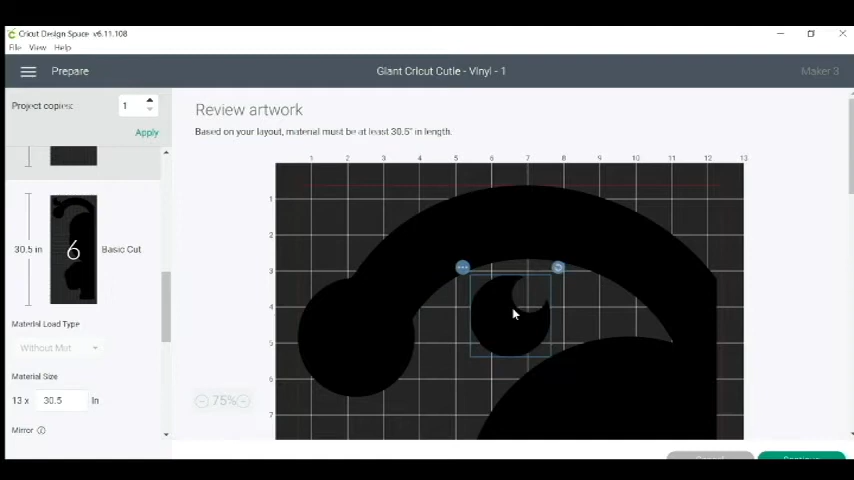 Cricut Design Space v6.11.108
File View Help
Prepare
Giant Cricut Cutie - Vinyl - 1
Maker 3
Project copies: 1
Apply
Review artwork
Based on your layout, material must be at least 30.5" in length.
1 2 3 4 5 6 7 8 9 10 11 12 13
1
2
3
4
5
6
7
30.5 in
6
Basic Cut
Material Load Type
Without Mat
Material Size
13 x 30.5 In
Mirror
75%
Cancel Continue